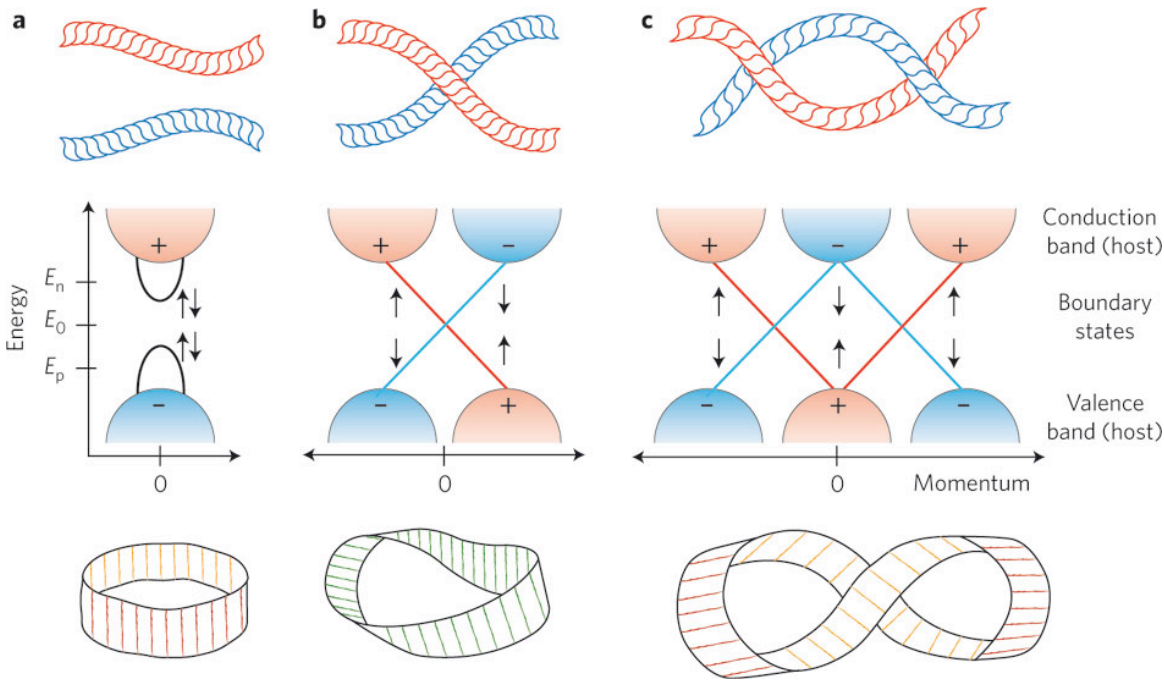 a
b
c
Conduction
band (host)
+
+
−
+
−
+
Energy
E_n
E_0
E_p
↑↓
↑↓
↑
↓
↓
↑
↑
↓
↑
↓
↓
↑
Boundary
states
−
−
+
−
+
−
Valence
band (host)
0
0
0
Momentum